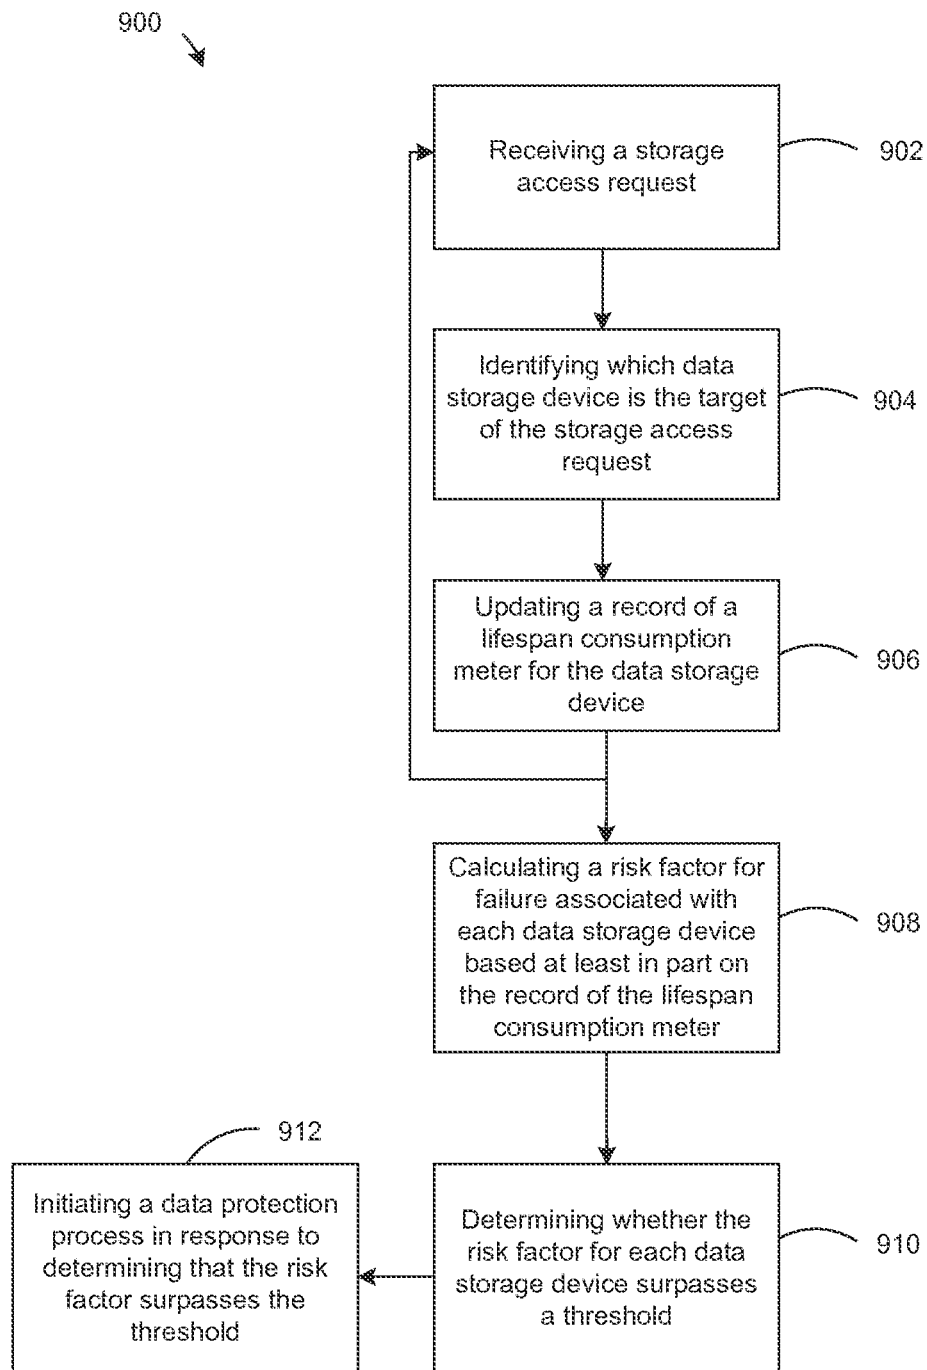 900
Receiving a storage
access request
902
Identifying which data
storage device is the target
of the storage access
request
904
Updating a record of a
lifespan consumption
meter for the data storage
device
906
Calculating a risk factor for
failure associated with
each data storage device
based at least in part on
the record of the lifespan
consumption meter
908
912
Initiating a data protection
process in response to
determining that the risk
factor surpasses the
threshold
Determining whether the
risk factor for each data
storage device surpasses
a threshold
910